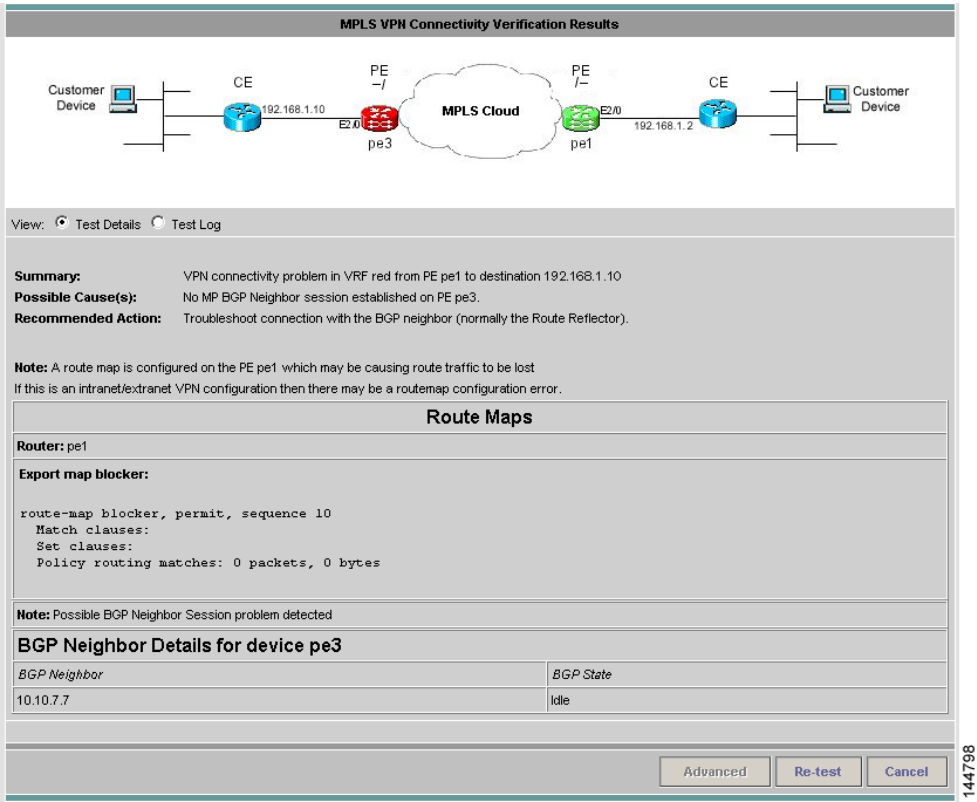 MPLS VPN Connectivity Verification Results
Customer Device
CE
192.168.1.10
PE
–/
E2.0
pe3
MPLS Cloud
PE
/–
E2/0
pe1
192.168.1.2
CE
Customer Device
View: Test Details Test Log
Summary: VPN connectivity problem in VRF red from PE pe1 to destination 192.168.1.10
Possible Cause(s): No MP BGP Neighbor session established on PE pe3.
Recommended Action: Troubleshoot connection with the BGP neighbor (normally the Route Reflector).
Note: A route map is configured on the PE pe1 which may be causing route traffic to be lost
If this is an intranet/extranet VPN configuration then there may be a routemap configuration error.
Route Maps
Router: pe1
Export map blocker:
route-map blocker, permit, sequence 10
Match clauses:
Set clauses:
Policy routing matches: 0 packets, 0 bytes
Note: Possible BGP Neighbor Session problem detected
BGP Neighbor Details for device pe3
BGP Neighbor BGP State
10.10.7.7 Idle
Advanced Re-test Cancel
144798